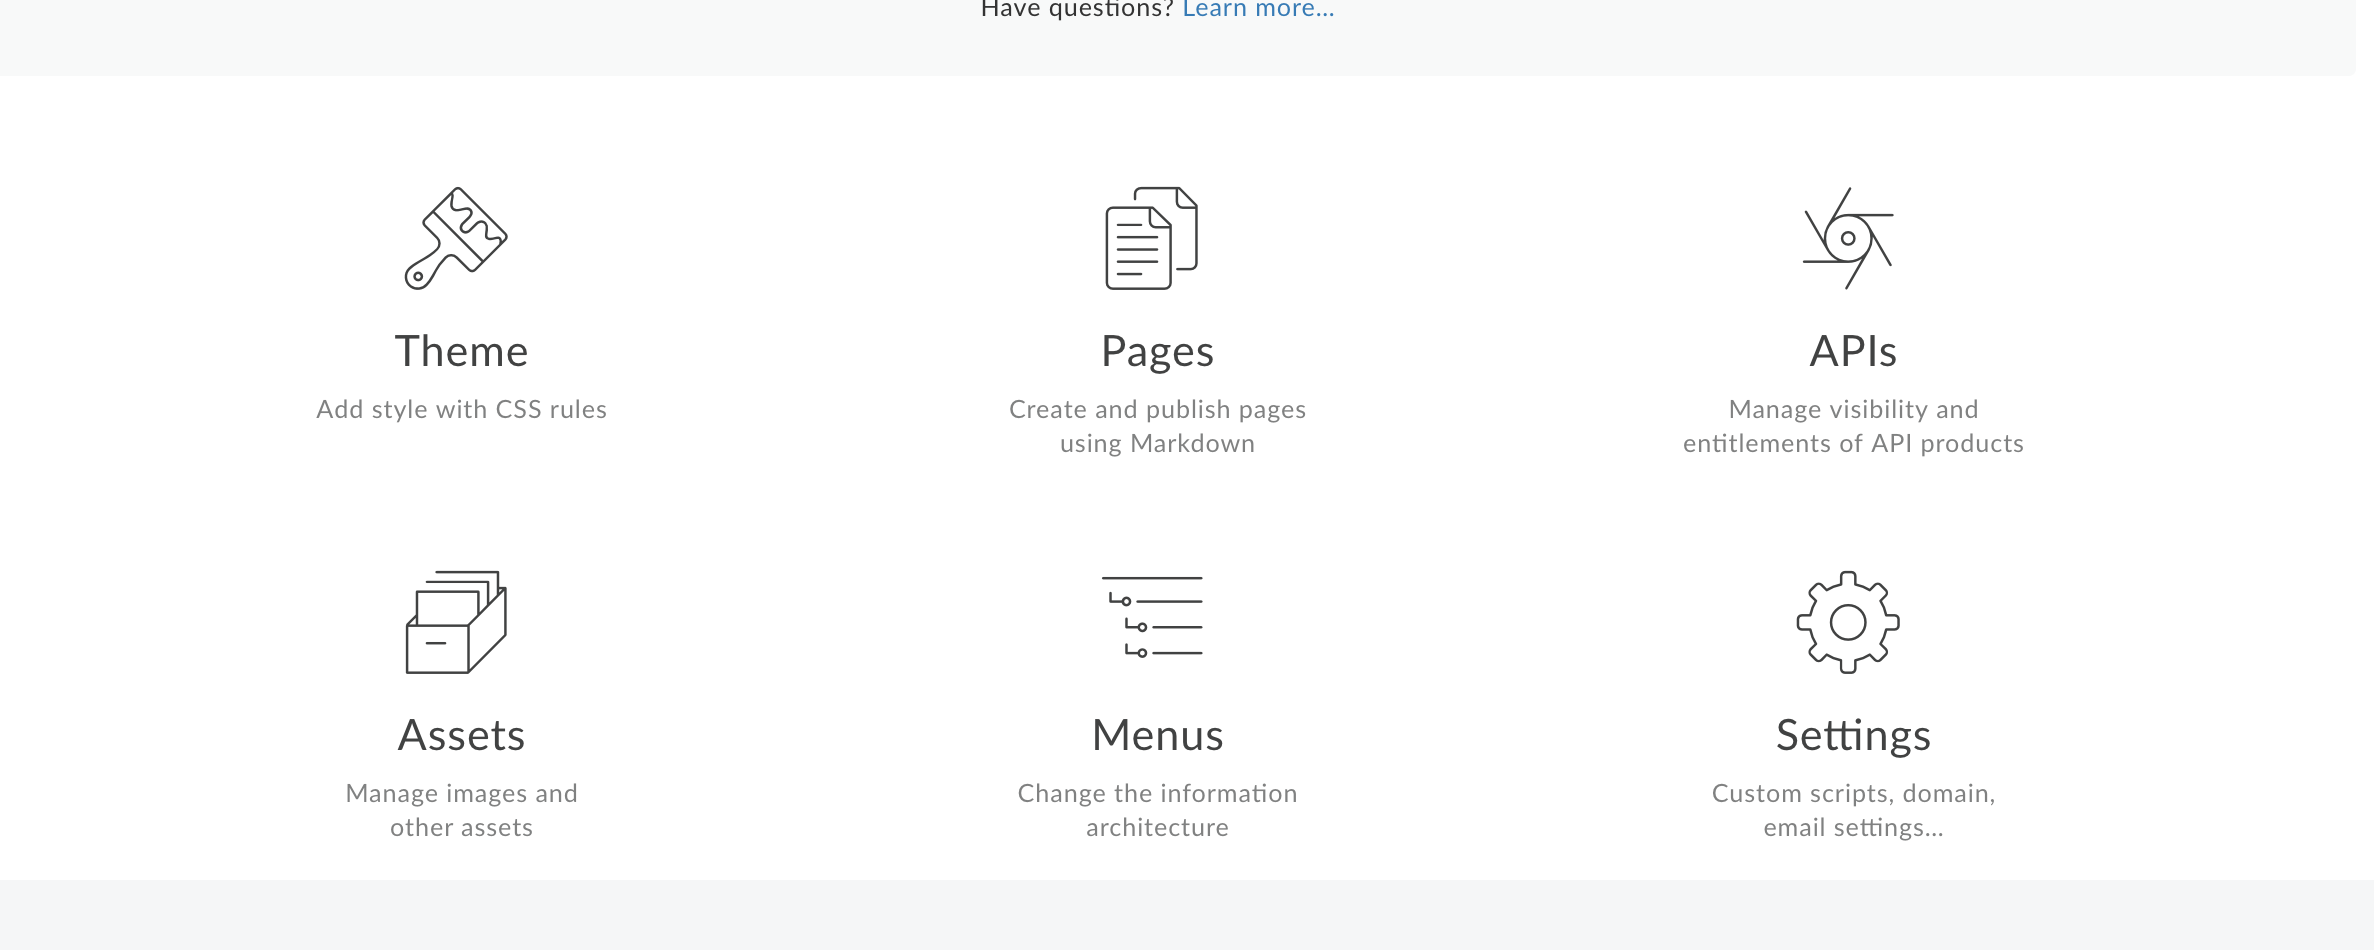 Have questions? Learn more...
Theme
Add style with CSS rules
Pages
Create and publish pages
using Markdown
APIs
Manage visibility and
entitlements of API products
Assets
Manage images and
other assets
Menus
Change the information
architecture
Settings
Custom scripts, domain,
email settings...